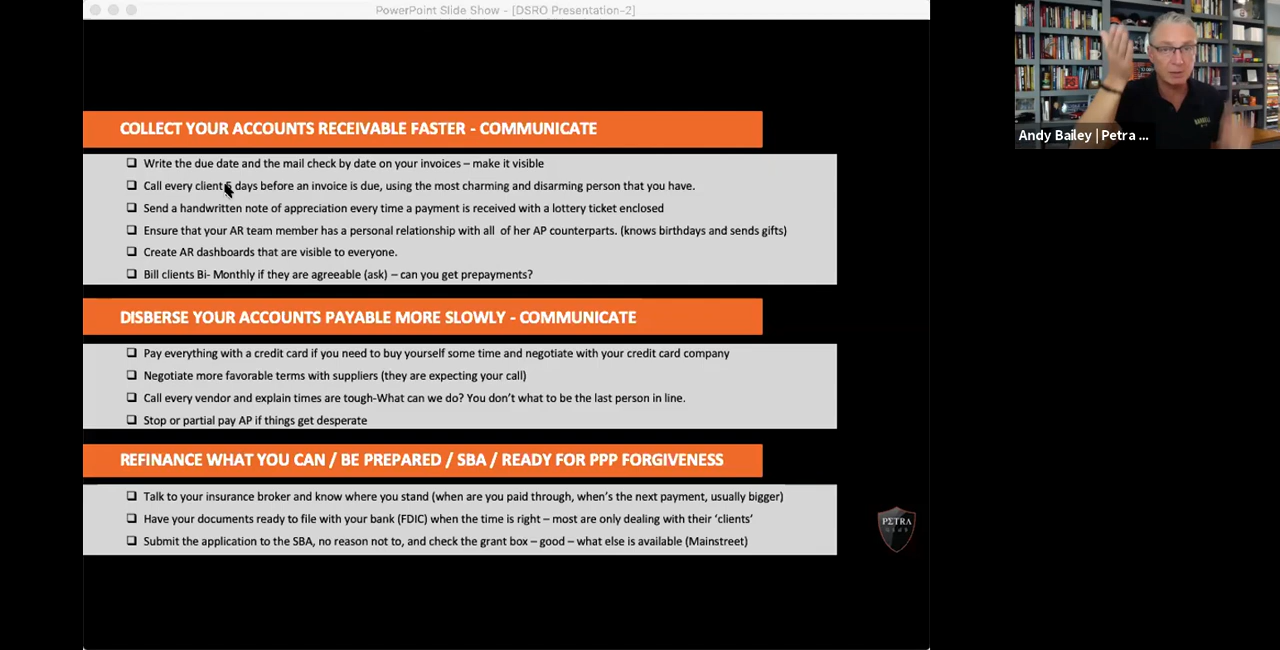 PowerPoint Slide Show - [DSRO Presentation-2]
COLLECT YOUR ACCOUNTS RECEIVABLE FASTER - COMMUNICATE
Write the due date and the mail check by date on your invoices – make it visible
Call every client 5 days before an invoice is due, using the most charming and disarming person that you have.
Send a handwritten note of appreciation every time a payment is received with a lottery ticket enclosed
Ensure that your AR team member has a personal relationship with all of her AP counterparts. (knows birthdays and sends gifts)
Create AR dashboards that are visible to everyone.
Bill clients Bi- Monthly if they are agreeable (ask) – can you get prepayments?
DISBERSE YOUR ACCOUNTS PAYABLE MORE SLOWLY - COMMUNICATE
Pay everything with a credit card if you need to buy yourself some time and negotiate with your credit card company
Negotiate more favorable terms with suppliers (they are expecting your call)
Call every vendor and explain times are tough-What can we do? You don't what to be the last person in line.
Stop or partial pay AP if things get desperate
REFINANCE WHAT YOU CAN / BE PREPARED / SBA / READY FOR PPP FORGIVENESS
Talk to your insurance broker and know where you stand (when are you paid through, when's the next payment, usually bigger)
Have your documents ready to file with your bank (FDIC) when the time is right – most are only dealing with their 'clients'
Submit the application to the SBA, no reason not to, and check the grant box – good – what else is available (Mainstreet)
PETRA
Andy Bailey | Petra ...